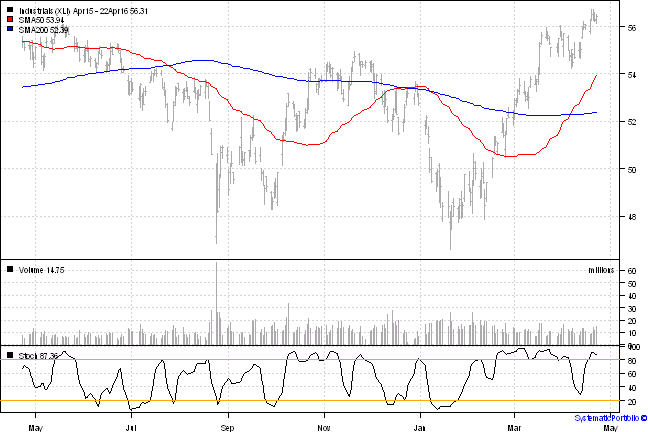 Industrials (XLI) Apr15 - 22Apr16 56.31
SMA50 53.94
SMA200 52.39
56
54
52
50
48
Volume 14.75 millions
60
50
40
30
20
10
Stoch 87.36
80
60
40
20
May Jul Sep Nov Jan Mar May
SystematicPortfolio ©